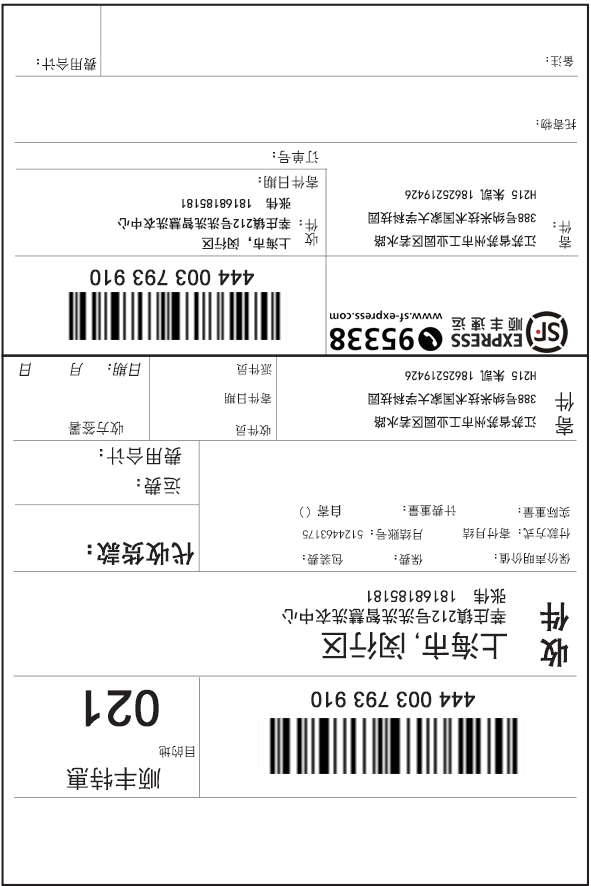 顺丰特惠
目的地
444 003 793 910
021
收件
上海市，闵行区
莘庄镇212号洗洗智慧洗衣中心
张伟 18168185181
保价声明价值： 保费： 包装费：
付款方式：寄付月结 月结账号：5124463175
实际重量： 计费重量： 自寄（）
代收货款：
运费：
费用合计：
寄件
江苏省苏州市工业园区若水路
388号纳米技术国家大学科技园
H215 朱凯 18625219426
收件员
寄件日期
派件员
收方签署
日期： 月 日
SF EXPRESS
顺丰速运
95338
www.sf-express.com
444 003 793 910
寄件：
江苏省苏州市工业园区若水路
388号纳米技术国家大学科技园
H215 朱凯 18625219426
收件：
上海市，闵行区
莘庄镇212号洗洗智慧洗衣中心
张伟 18168185181
寄件日期：
订单号：
托寄物：
备注：
费用合计：